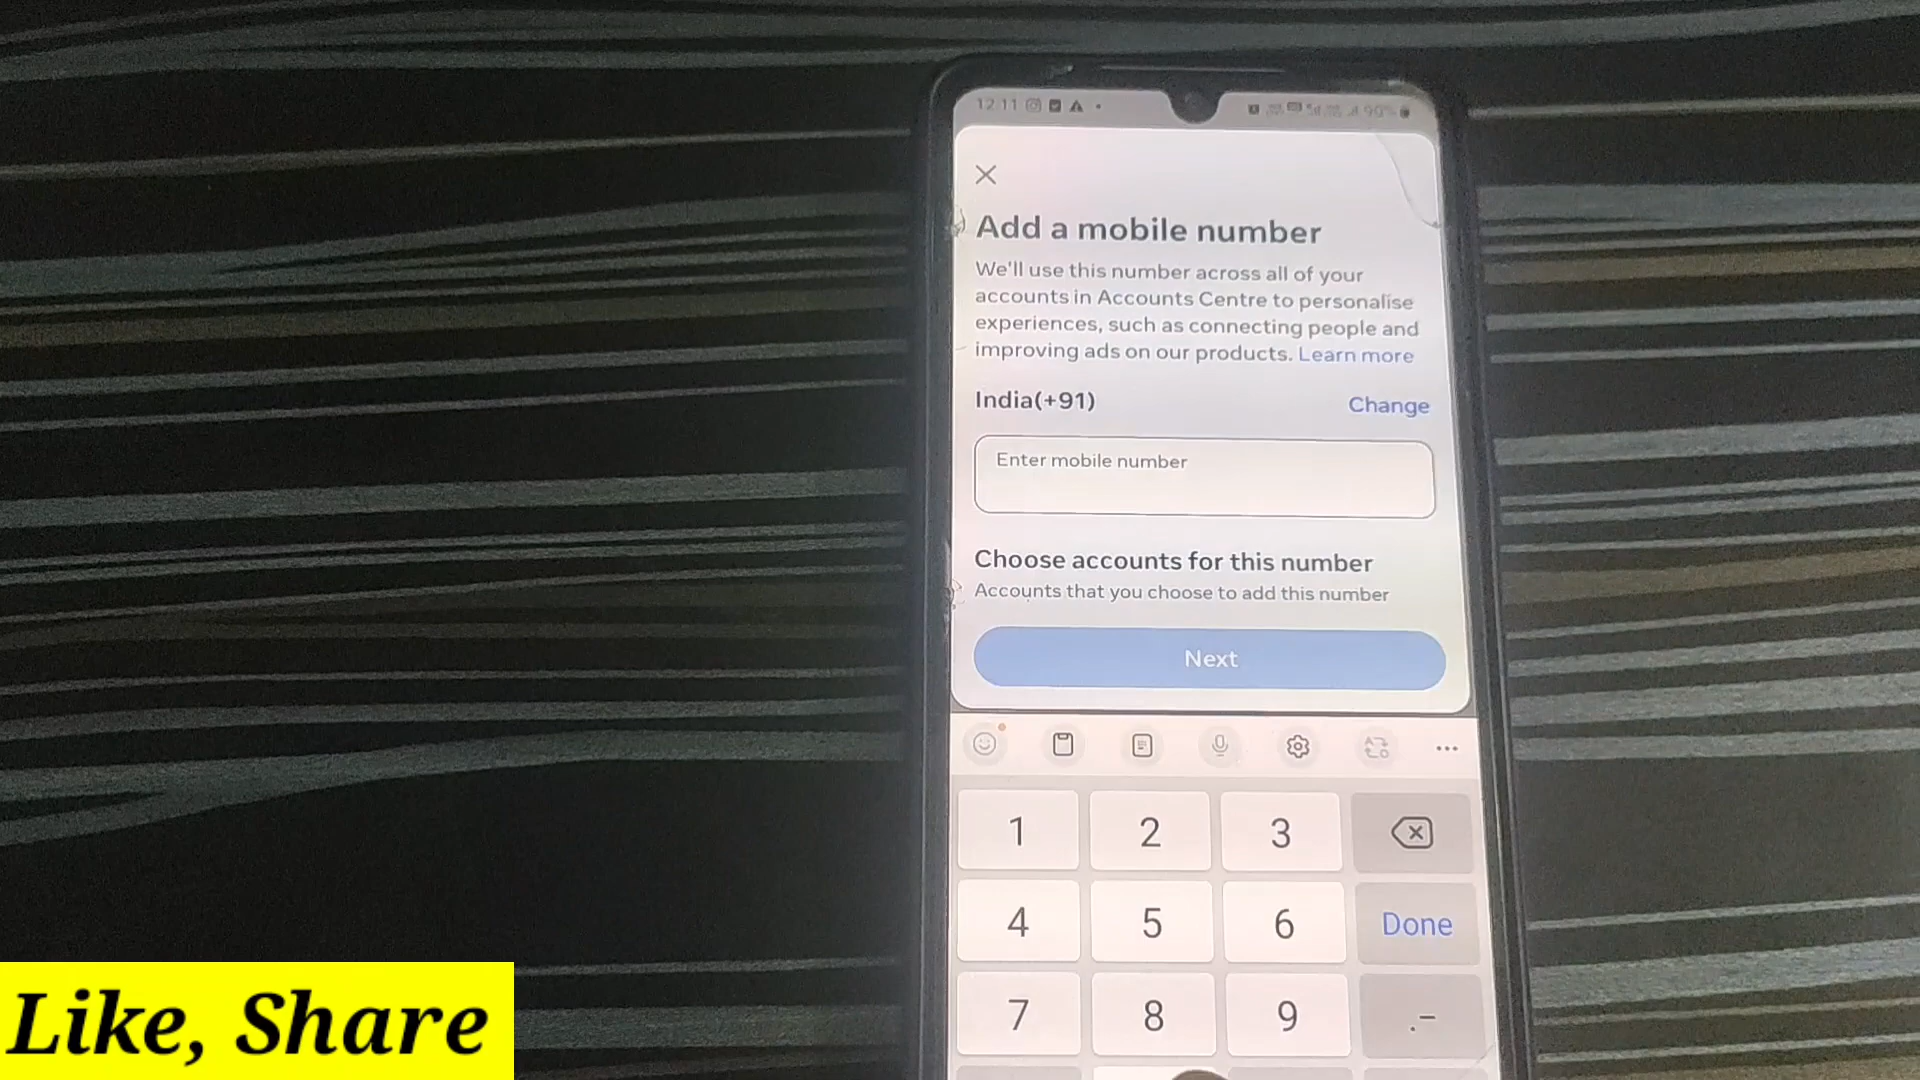 12:11 90%
Add a mobile number
We'll use this number across all of your
accounts in Accounts Centre to personalise
experiences, such as connecting people and
improving ads on our products. Learn more
India(+91) Change
Enter mobile number
Choose accounts for this number
Accounts that you choose to add this number
Next
1 2 3
4 5 6 Done
7 8 9 .-
Like, Share